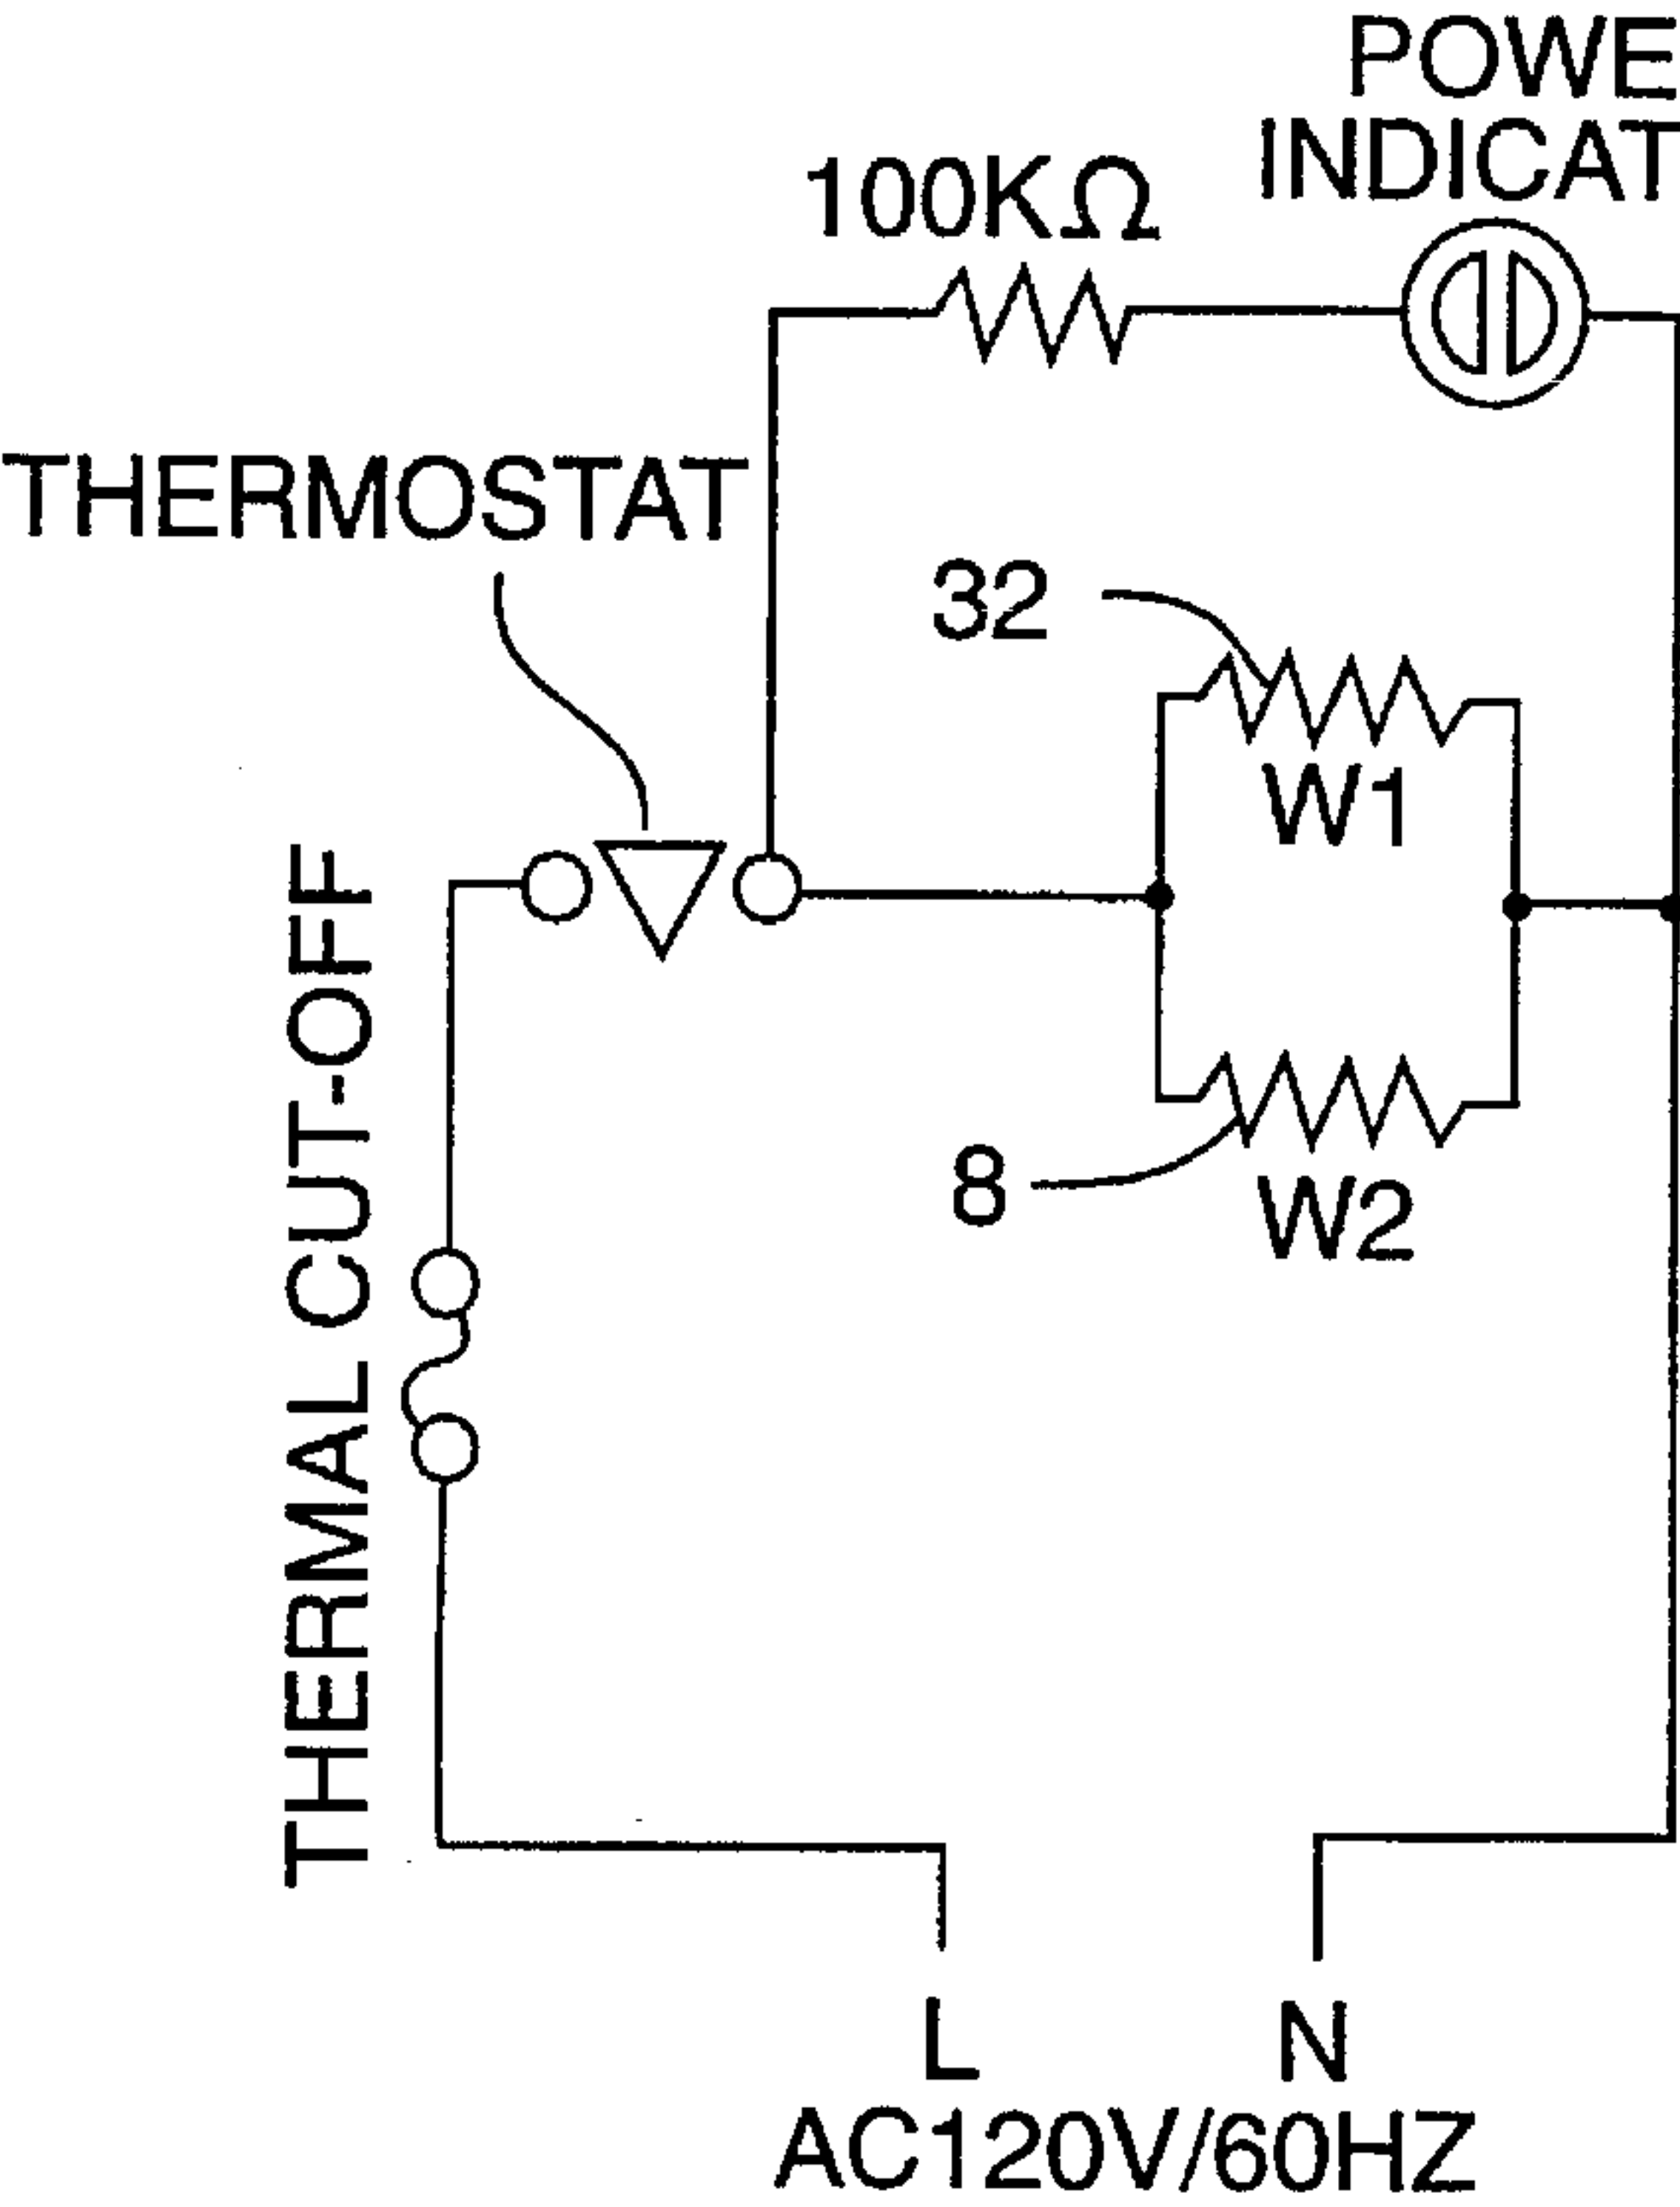 POWE
INDICAT
100KΩ
THERMOSTAT
32
W1
THERMAL CUT-OFF
8
W2
L N
AC120V/60HZ